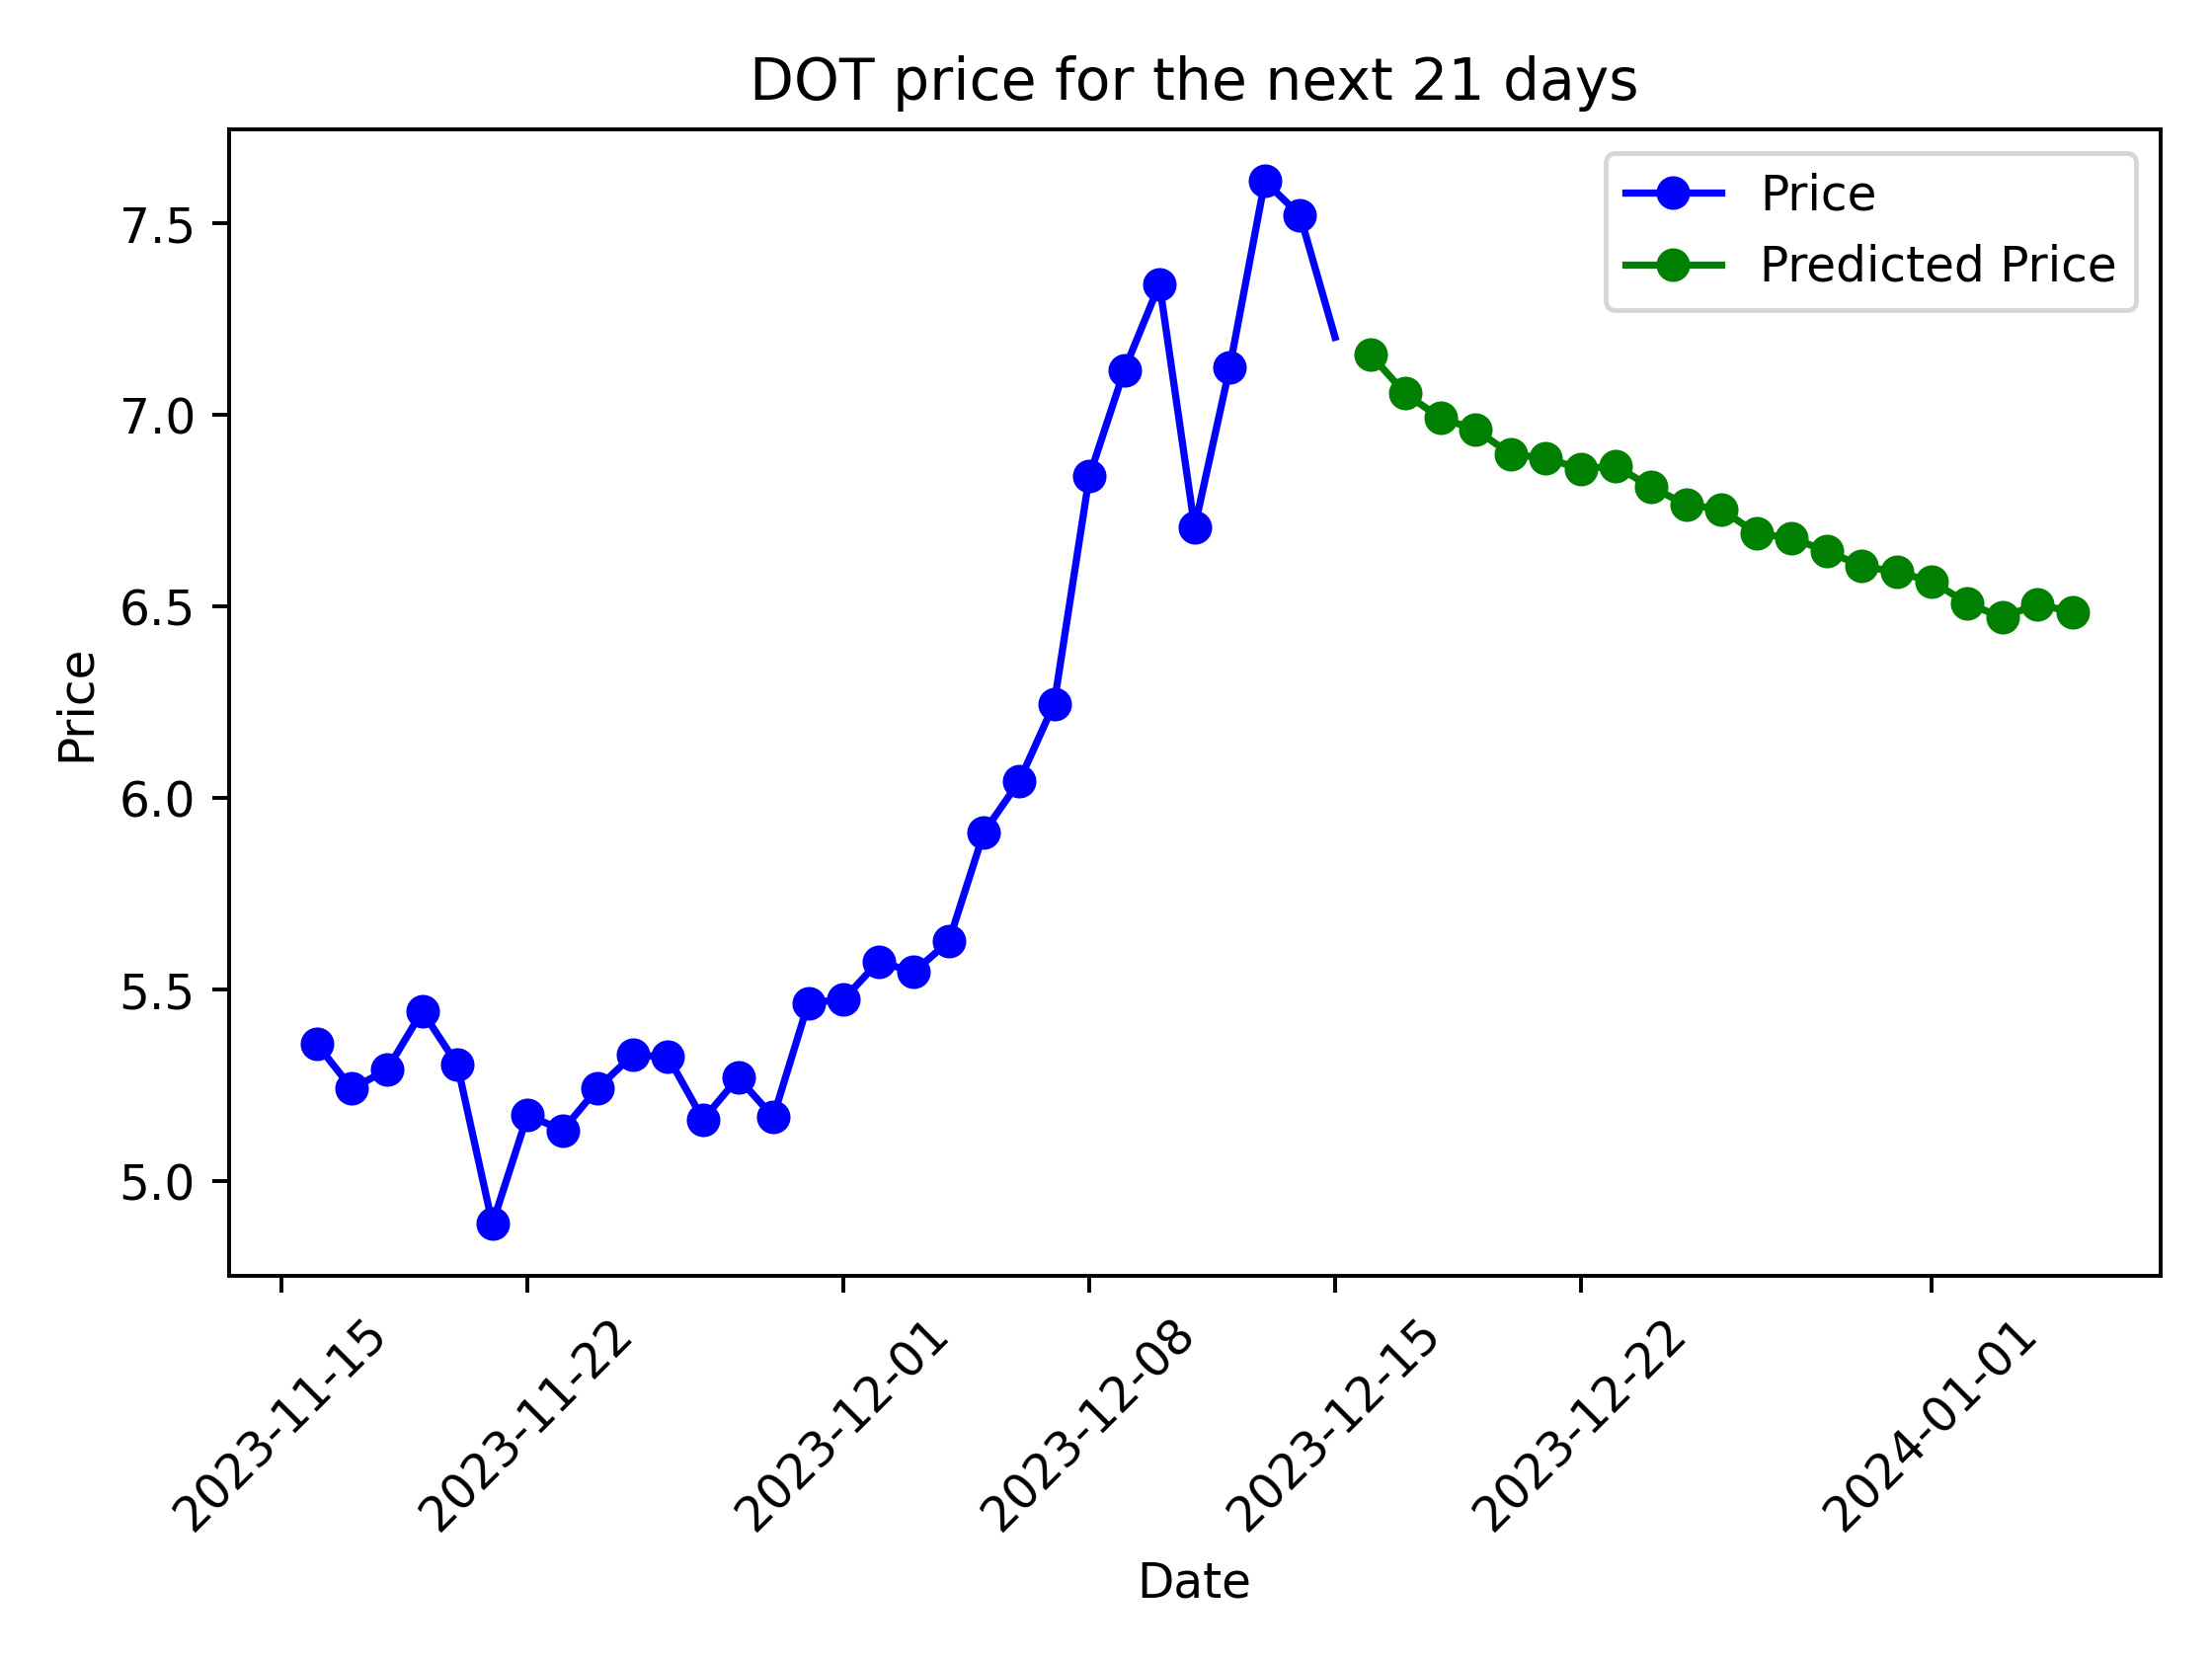 DOT price for the next 21 days
Price
Predicted Price
7.5
7.0
6.5
6.0
5.5
5.0
Price
2023-11-15
2023-11-22
2023-12-01
2023-12-08
2023-12-15
2023-12-22
2024-01-01
Date